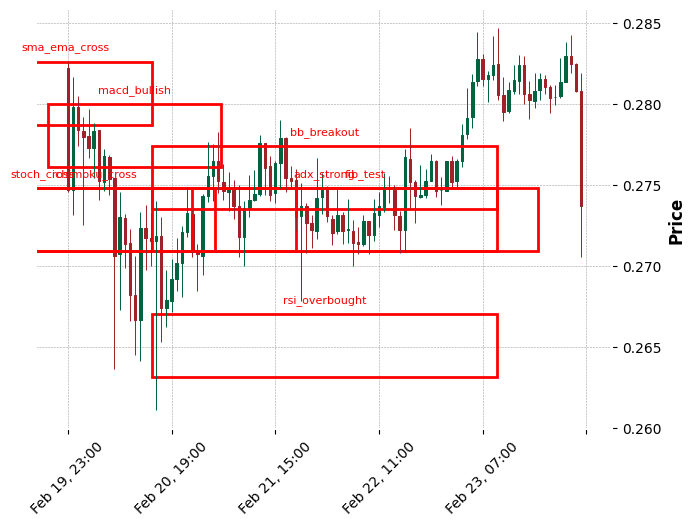 sma_ema_cross
macd_bullish
bb_breakout
adx_strong
rsi_overbought
0.285
0.280
0.275
0.270
0.265
0.260
Price
Feb 19, 23:00
Feb 20, 19:00
Feb 21, 15:00
Feb 22, 11:00
Feb 23, 07:00